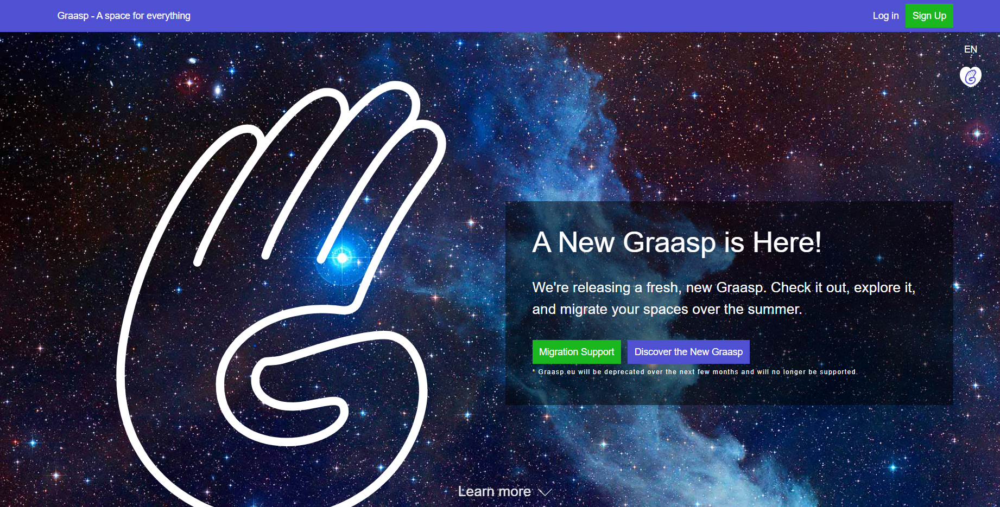 Graasp - A space for everything
Log in
Sign Up
EN
A New Graasp is Here!
We're releasing a fresh, new Graasp. Check it out, explore it,
and migrate your spaces over the summer.
Migration Support
Discover the New Graasp
* Graasp.eu will be deprecated over the next few months and will no longer be supported.
Learn more